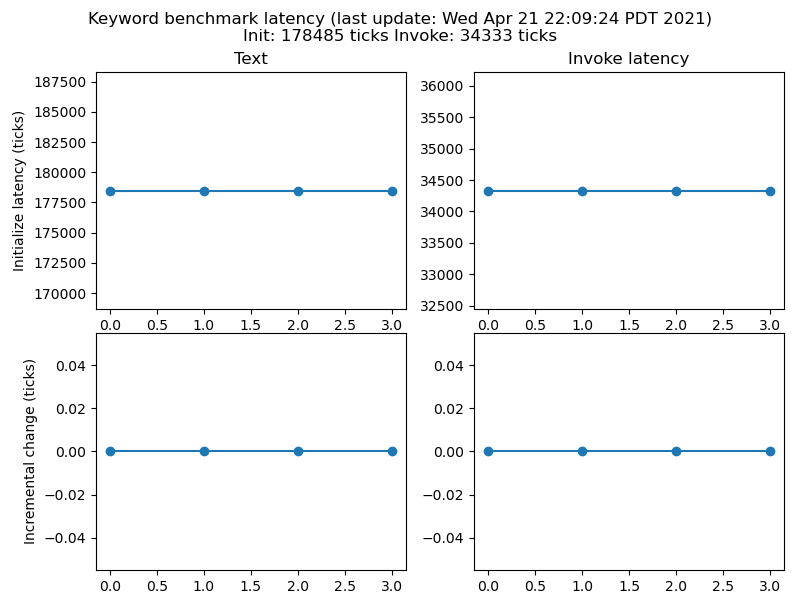 Keyword benchmark latency (last update: Wed Apr 21 22:09:24 PDT 2021)
Init: 178485 ticks Invoke: 34333 ticks
Text
Initialize latency (ticks)
187500
185000
182500
180000
177500
175000
172500
170000
0.0 0.5 1.0 1.5 2.0 2.5 3.0
Invoke latency
36000
35500
35000
34500
34000
33500
33000
32500
0.0 0.5 1.0 1.5 2.0 2.5 3.0
Incremental change (ticks)
0.04
0.02
0.00
−0.02
−0.04
0.0 0.5 1.0 1.5 2.0 2.5 3.0
0.04
0.02
0.00
−0.02
−0.04
0.0 0.5 1.0 1.5 2.0 2.5 3.0